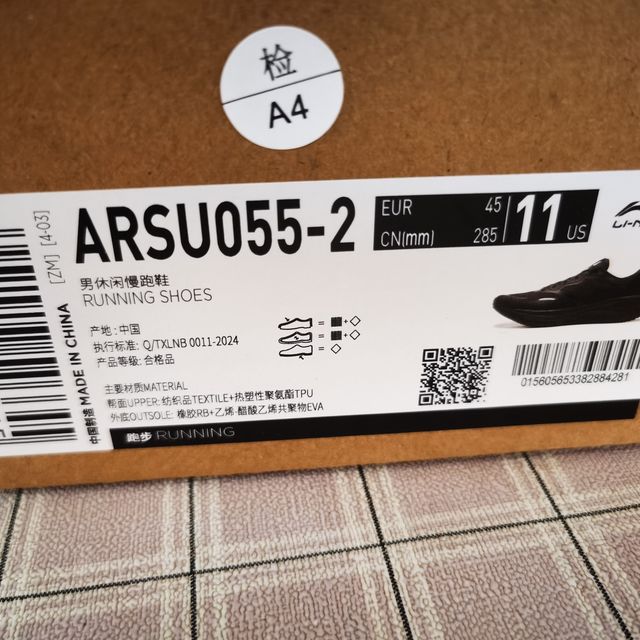 检
A4
[ZM] [4-03]
中国制造 MADE IN CHINA
ARSU055-2
EUR 45
CN(mm) 285
11 US
男休闲慢跑鞋
RUNNING SHOES
产地: 中国
执行标准: Q/TXLNB 0011-2024
产品等级: 合格品
主要材质MATERIAL
帮面UPPER: 纺织品TEXTILE+热塑性聚氨酯TPU
外底OUTSOLE: 橡胶RB+乙烯-醋酸乙烯共聚物EVA
0156056533828842​81
跑步 RUNNING